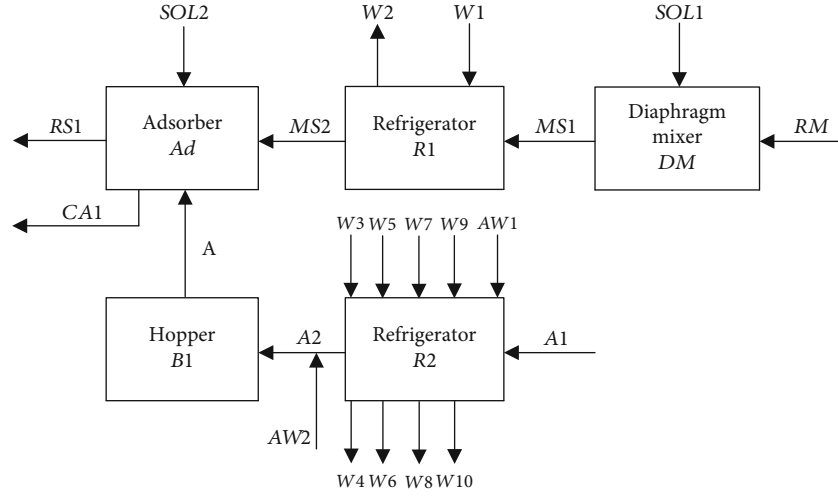 SOL2
W2
W1
SOL1
RS1
Adsorber
Ad
MS2
Refrigerator
R1
MS1
Diaphragm
mixer
DM
RM
CA1
A
W3
W5
W7
W9
AW1
Hopper
B1
A2
Refrigerator
R2
A1
AW2
W4
W6
W8
W10